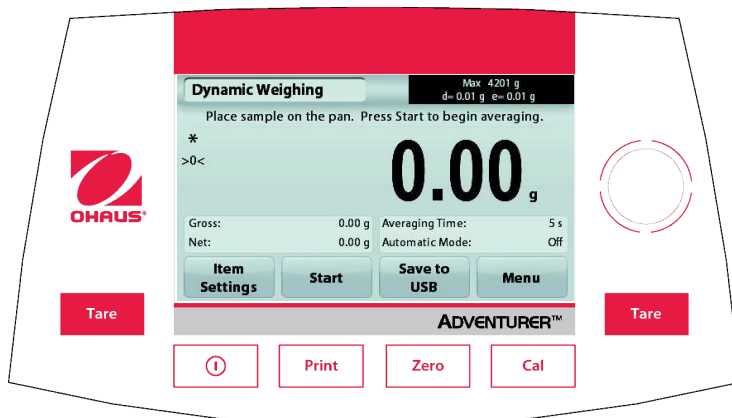 Dynamic Weighing
Max 4201 g
d= 0.01 g e= 0.01 g
Place sample on the pan. Press Start to begin averaging.
*
>0<
0.00 g
OHAUS®
Gross: 0.00 g Averaging Time: 5 s
Net: 0.00 g Automatic Mode: Off
Item Settings
Start
Save to USB
Menu
Tare
ADVENTURER™
Tare
Print
Zero
Cal